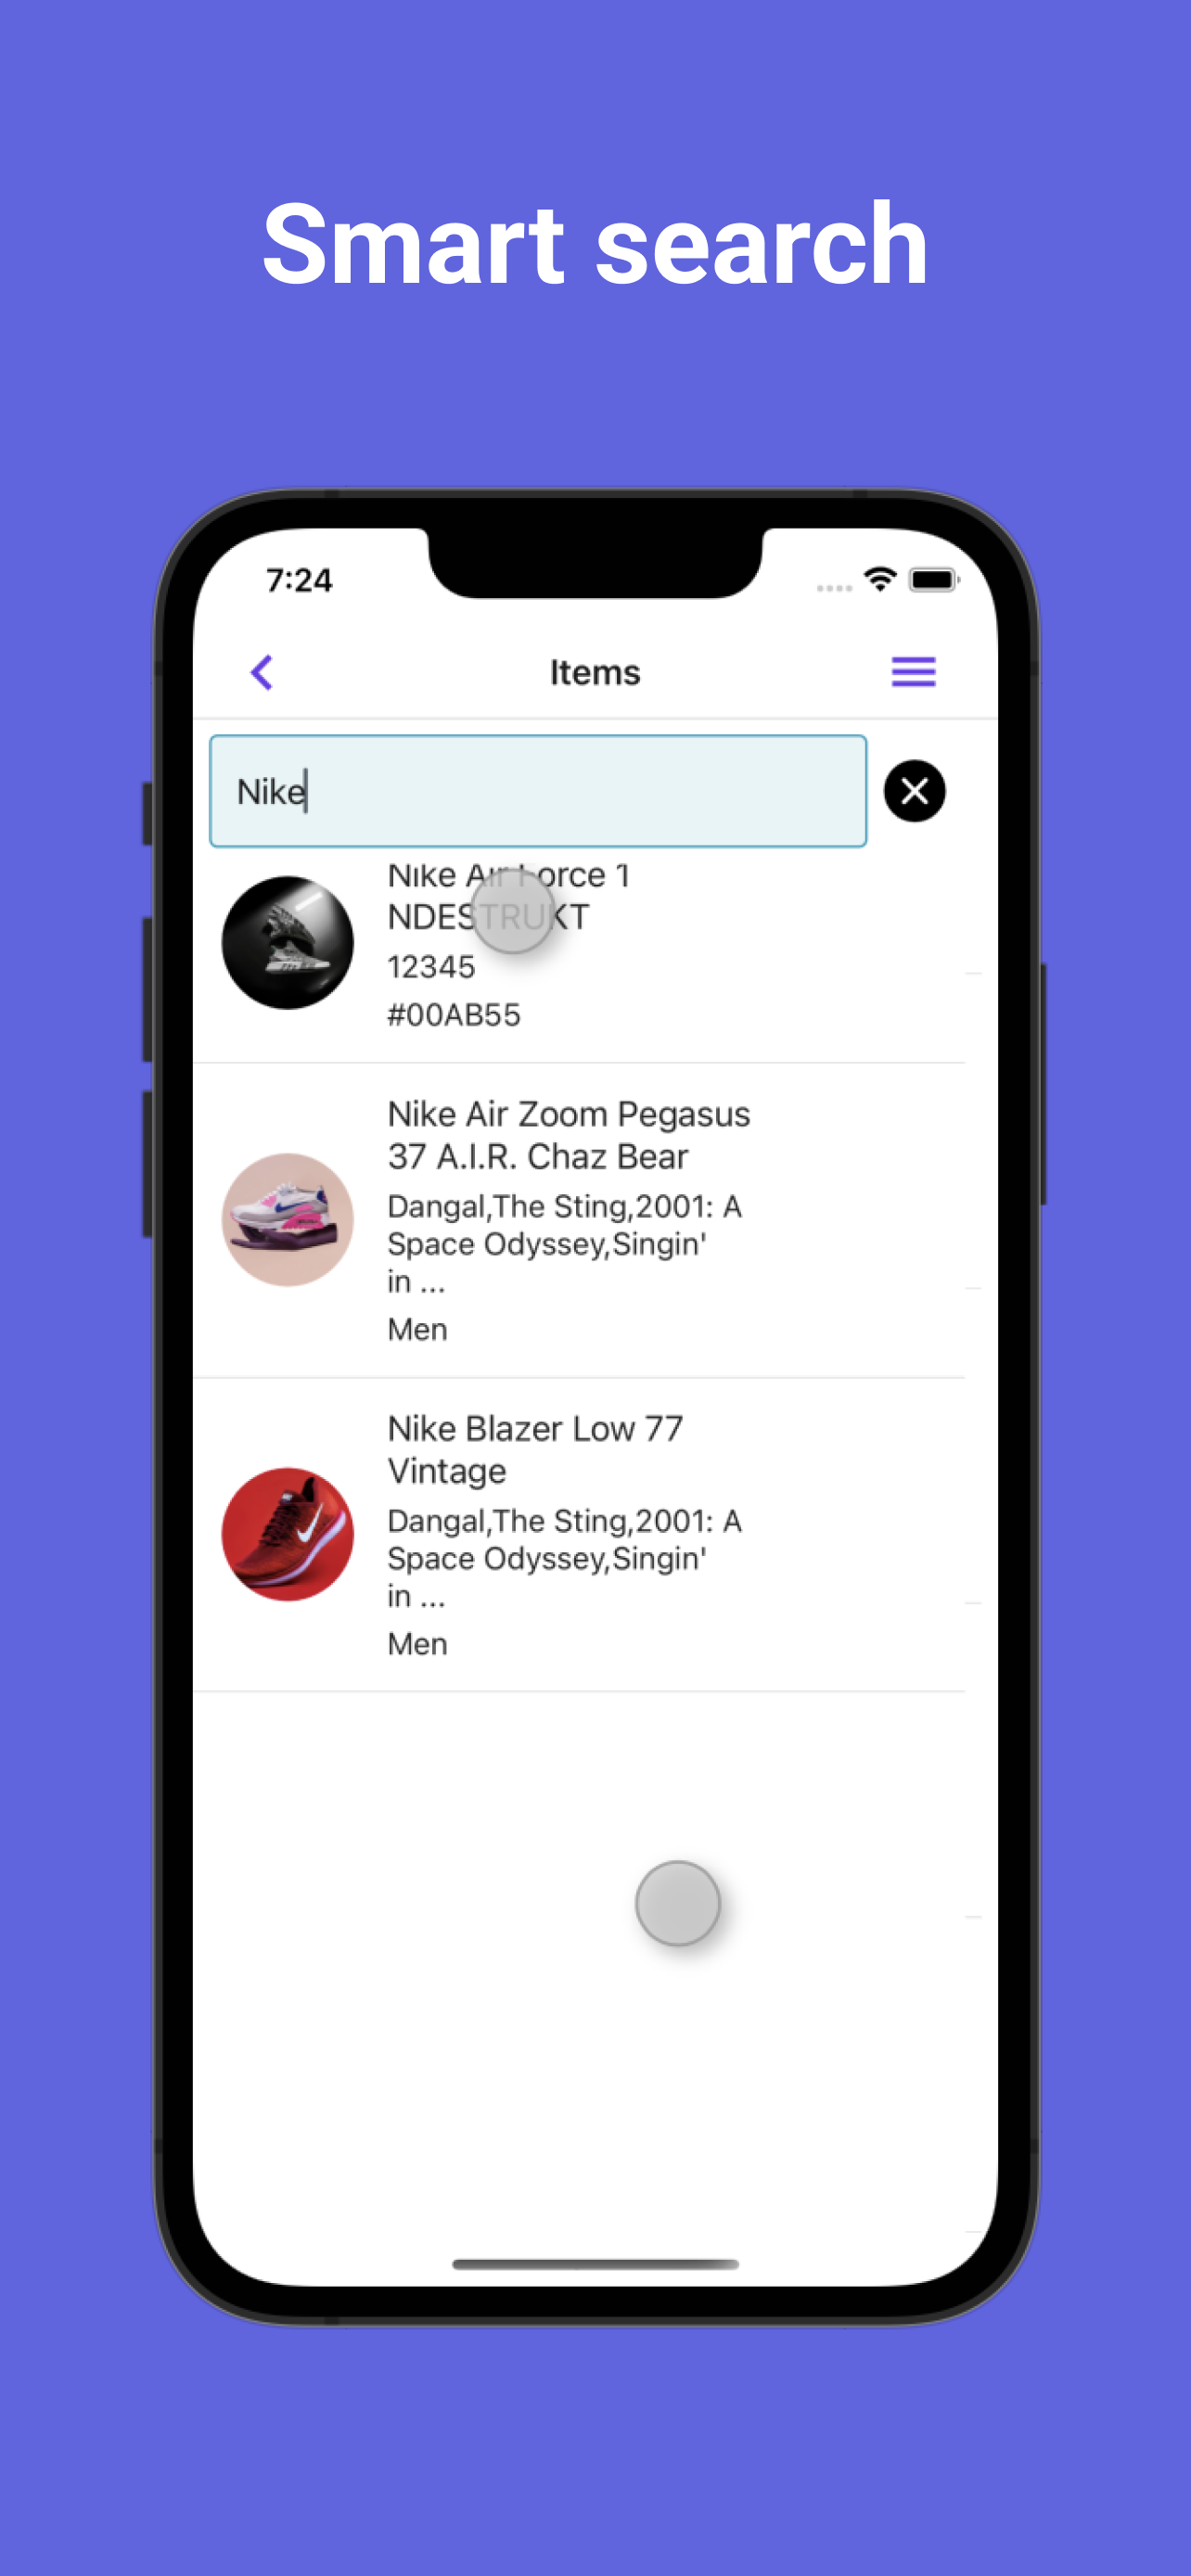 Smart search
7:24
Items
Nike
Nike Air Force 1
NDESTRUKT
12345
#00AB55
Nike Air Zoom Pegasus
37 A.I.R. Chaz Bear
Dangal,The Sting,2001: A
Space Odyssey,Singin'
in ...
Men
Nike Blazer Low 77
Vintage
Dangal,The Sting,2001: A
Space Odyssey,Singin'
in ...
Men